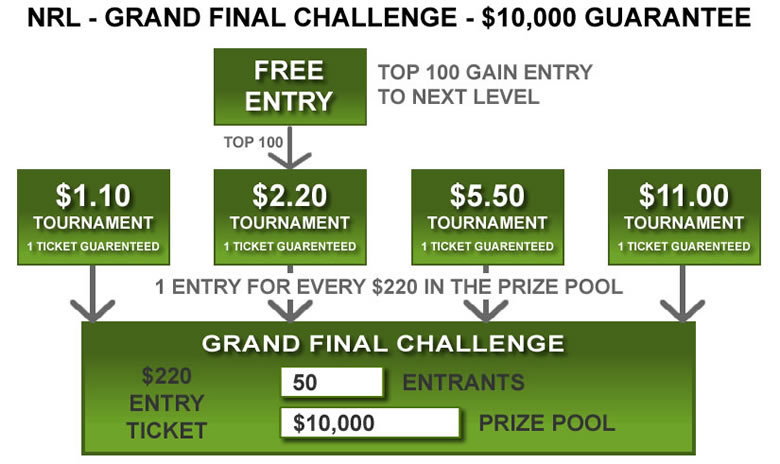 NRL - GRAND FINAL CHALLENGE - $10,000 GUARANTEE
FREE
ENTRY
TOP 100 GAIN ENTRY
TO NEXT LEVEL
TOP 100
$1.10
TOURNAMENT
1 TICKET GUARENTEED
$2.20
TOURNAMENT
1 TICKET GUARENTEED
$5.50
TOURNAMENT
1 TICKET GUARENTEED
$11.00
TOURNAMENT
1 TICKET GUARENTEED
1 ENTRY FOR EVERY $220 IN THE PRIZE POOL
GRAND FINAL CHALLENGE
$220
ENTRY
TICKET
50 ENTRANTS
$10,000 PRIZE POOL